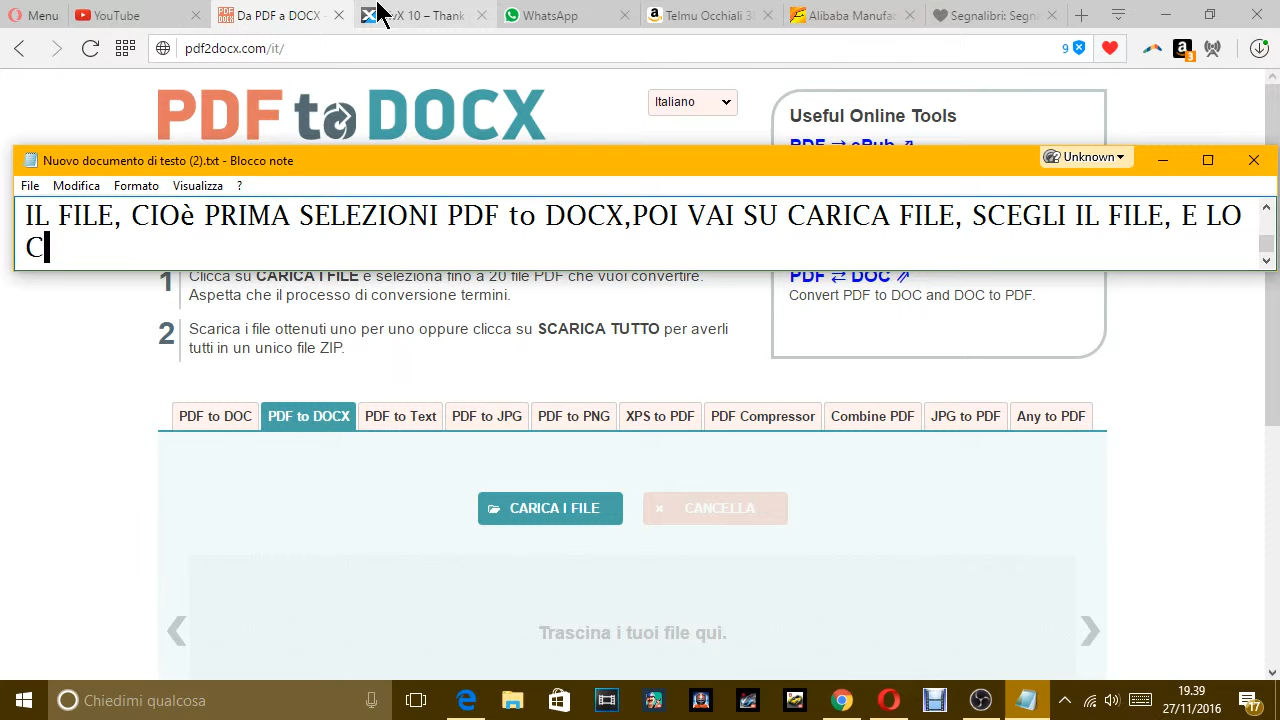 Menu
YouTube
Da PDF a DOCX -
X 10 – Thank
WhatsApp
Telmu Occhiali 3
Alibaba Manufa
Segnalibri: Segn
pdf2docx.com/it/
9
3
PDF to DOCX
Italiano
Useful Online Tools
PDF ⇄ ePub
Nuovo documento di testo (2).txt - Blocco note
Unknown
File Modifica Formato Visualizza ?
IL FILE, CIOè PRIMA SELEZIONI PDF to DOCX,POI VAI SU CARICA FILE, SCEGLI IL FILE, E LO
C
1 Clicca su CARICA I FILE e seleziona fino a 20 file PDF che vuoi convertire.
Aspetta che il processo di conversione termini.
PDF ⇄ DOC
Convert PDF to DOC and DOC to PDF.
2 Scarica i file ottenuti uno per uno oppure clicca su SCARICA TUTTO per averli
tutti in un unico file ZIP.
PDF to DOC
PDF to DOCX
PDF to Text
PDF to JPG
PDF to PNG
XPS to PDF
PDF Compressor
Combine PDF
JPG to PDF
Any to PDF
CARICA I FILE
CANCELLA
Trascina i tuoi file qui.
Chiedimi qualcosa
19.39
27/11/2016
17